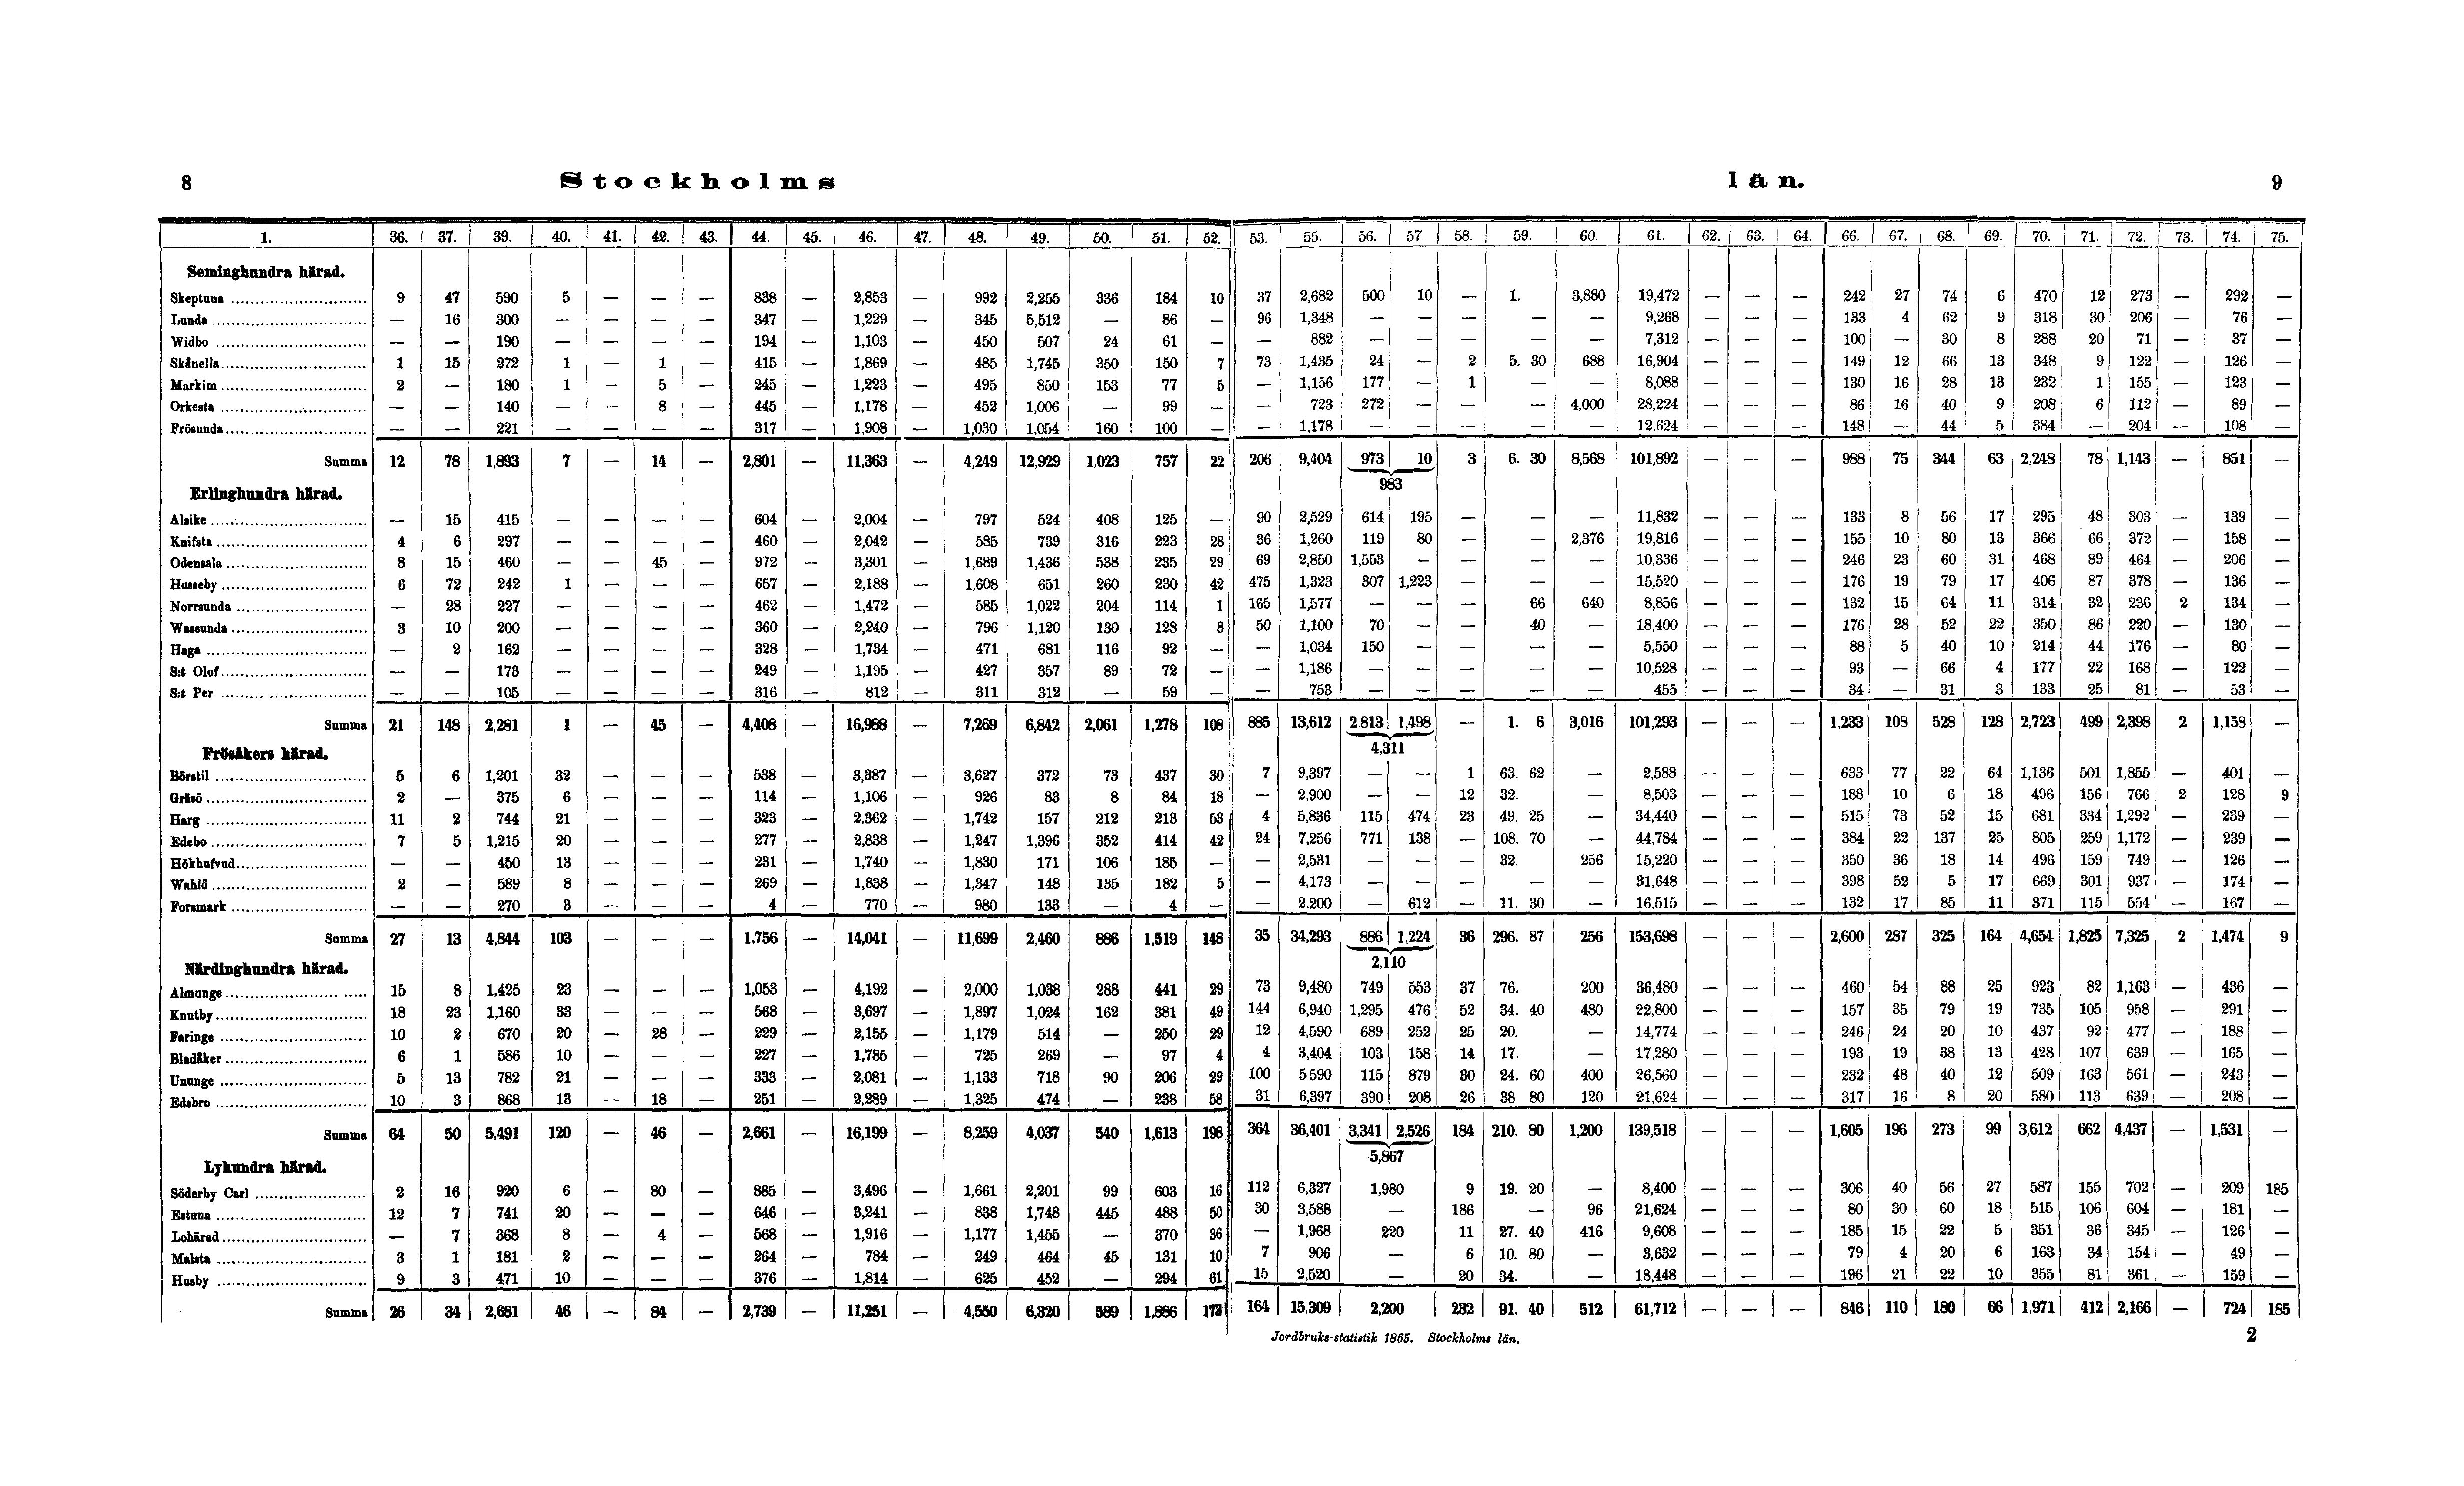 8 Stockholms län. 9
1. 36. 37. 39. 40. 41. 42. 43. 44. 45. 46. 47. 48. 49. 50. 51. 52. 53. 55. 56. 57 58. 59. 60. 61. 62. 63. 64. 66. 67. 68. 69. 70. 71. 72. 73. 74. 75.
Seminghundra härad.
Skeptuna 9 47 590 5 — — — 838 — 2,853 — 992 2,255 336 184 10 37 2,682 500 10 — 1. 3,880 19,472 — — — 242 27 74 6 470 12 273 — 292 —
Lunda — 16 300 — — — — 347 — 1,229 — 345 5,512 — 86 — 96 1,348 — — — — — 9,268 — — — 133 4 62 9 318 30 206 — 76 —
Widbo — — 190 — — — — 194 — 1,103 — 450 507 24 61 — — 882 — — — — — 7,312 — — — 100 — 30 8 288 20 71 — 37 —
Skånella 1 15 272 1 — 1 — 415 — 1,869 — 485 1,745 350 150 7 73 1,435 24 — 2 5. 30 688 16,904 — — — 149 12 66 13 348 9 122 — 126 —
Markim 2 — 180 1 — 5 — 245 — 1,223 — 495 850 153 77 5 — 1,156 177 — 1 — — 8,088 — — — 130 16 28 13 232 1 155 — 123 —
Orkesta — — 140 — — 8 — 445 — 1,178 — 452 1,006 — 99 — — 723 272 — — — 4,000 28,224 — — — 86 16 40 9 208 6 112 — 89 —
Frösunda — — 221 — — — — 317 — 1,908 — 1,030 1,054 160 100 — — 1,178 — — — — — 12.624 — — — 148 — 44 5 384 — 204 — 108 —
Summa 12 78 1,893 7 — 14 — 2,801 — 11,363 — 4,249 12,929 1.023 757 22 206 9,404 973 10 3 6. 30 8,568 101,892 — — — 988 75 344 63 2,248 78 1,143 — 851 —
983
Erlinghundra härad.
Alsike — 15 415 — — — — 604 — 2,004 — 797 524 408 125 — 90 2,529 614 195 — — — 11,832 — — — 133 8 56 17 295 48 303 — 139 —
Knifsta 4 6 297 — — — — 460 — 2,042 — 585 739 316 223 28 36 1,260 119 80 — — 2,376 19,816 — — — 155 10 80 13 366 66 372 — 158 —
Odensala 8 15 460 — — 45 — 972 — 3,301 — 1,689 1,436 538 235 29 69 2,850 1,553 — — — — 10,336 — — — 246 23 60 31 468 89 464 — 206 —
Husseby 6 72 242 1 — — — 657 — 2,188 — 1,608 651 260 230 42 475 1,323 307 1,223 — — — 15,520 — — — 176 19 79 17 406 87 378 — 136 —
Norrsunda — 28 227 — — — — 462 — 1,472 — 585 1,022 204 114 1 165 1,577 — — — 66 640 8,856 — — — 132 15 64 11 314 32 236 2 134 —
Wassunda 3 10 200 — — — — 360 — 2,240 — 796 1,120 130 128 8 50 1,100 70 — — 40 — 18,400 — — — 176 28 52 22 350 86 220 — 130 —
Haga — 2 162 — — — — 328 — 1,734 — 471 681 116 92 — — 1,034 150 — — — — 5,550 — — — 88 5 40 10 214 44 176 — 80 —
S:t Olof — — 173 — — — — 249 — 1,195 — 427 357 89 72 — — 1,186 — — — — — 10,528 — — — 93 — 66 4 177 22 168 — 122 —
S:t Per — — 105 — — — — 316 — 812 — 311 312 — 59 — — 753 — — — — — 455 — — — 34 — 31 3 133 25 81 — 53 —
Summa 21 148 2,281 1 — 45 — 4,408 — 16,988 — 7,269 6,842 2,061 1,278 108 885 13,612 2 813 1,498 — 1. 6 3,016 101,293 — — — 1,233 108 528 128 2,723 499 2,398 2 1,158 —
4,311
Frösåkers härad.
Börstil 5 6 1,201 32 — — — 538 — 3,387 — 3,627 372 73 437 30 7 9,397 — — 1 63. 62 — 2,588 — — — 633 77 22 64 1,136 501 1,855 — 401 —
Gräsö 2 — 375 6 — — — 114 — 1,106 — 926 83 8 84 18 — 2,900 — — 12 32. — 8,503 — — — 188 10 6 18 496 156 766 2 128 9
Harg 11 2 744 21 — — — 323 — 2,362 — 1,742 157 212 213 53 4 5,836 115 474 23 49. 25 — 34,440 — — — 515 73 52 15 681 334 1,292 — 239 —
Edebo 7 5 1,215 20 — — — 277 — 2,838 — 1,247 1,396 352 414 42 24 7,256 771 138 — 108. 70 — 44,784 — — — 384 22 137 25 805 259 1,172 — 239 —
Hökhufvud — — 450 13 — — — 231 — 1,740 — 1,830 171 106 185 — — 2,531 — — — 32. 256 15,220 — — — 350 36 18 14 496 159 749 — 126 —
Wahlö 2 — 589 8 — — — 269 — 1,838 — 1,347 148 135 182 5 — 4,173 — — — — — 31,648 — — — 398 52 5 17 669 301 937 — 174 —
Forsmark — — 270 3 — — — 4 — 770 — 980 133 — 4 — — 2.200 — 612 — 11. 30 — 16,515 — — — 132 17 85 11 371 115 554 — 167 —
Summa 27 13 4,844 103 — — — 1.756 — 14,041 — 11,699 2,460 886 1,519 148 35 34,293 886 1,224 36 296. 87 256 153,698 — — — 2,600 287 325 164 4,654 1,825 7,325 2 1,474 9
2,110
Närdinghundra härad.
Almunge 15 8 1,425 23 — — — 1,053 — 4,192 — 2,000 1,038 288 441 29 73 9,480 749 553 37 76. 200 36,480 — — — 460 54 88 25 923 82 1,163 — 436 —
Knutby 18 23 1,160 33 — — — 568 — 3,697 — 1,897 1,024 162 381 49 144 6,940 1,295 476 52 34. 40 480 22,800 — — — 157 35 79 19 735 105 958 — 291 —
Faringe 10 2 670 20 — 28 — 229 — 2,155 — 1,179 514 — 250 29 12 4,590 689 252 25 20. — 14,774 — — — 246 24 20 10 437 92 477 — 188 —
Bladåker 6 1 586 10 — — — 227 — 1,785 — 725 269 — 97 4 4 3,404 103 158 14 17. — 17,280 — — — 193 19 38 13 428 107 639 — 165 —
Ununge 5 13 782 21 — — — 333 — 2,081 — 1,133 718 90 206 29 100 5 590 115 879 30 24. 60 400 26,560 — — — 232 48 40 12 509 163 561 — 243 —
Edsbro 10 3 868 13 — 18 — 251 — 2,289 — 1,325 474 — 238 58 31 6,397 390 208 26 38 80 120 21,624 — — — 317 16 8 20 580 113 639 — 208 —
Summa 64 50 5,491 120 — 46 — 2,661 — 16,199 — 8,259 4,037 540 1,613 198 364 36,401 3,341 2,526 184 210. 80 1,200 139,518 — — — 1,605 196 273 99 3,612 662 4,437 — 1,531 —
5,867
Lyhundra härad.
Söderby Carl 2 16 920 6 — 80 — 885 — 3,496 — 1,661 2,201 99 603 16 112 6,327 1,980 9 19. 20 — 8,400 — — — 306 40 56 27 587 155 702 — 209 185
Estuna 12 7 741 20 — — — 646 — 3,241 — 838 1,748 445 488 50 30 3,588 — 186 — 96 21,624 — — — 80 30 60 18 515 106 604 — 181 —
Lohärad — 7 368 8 — 4 — 568 — 1,916 — 1,177 1,455 — 370 36 — 1,968 220 11 27. 40 416 9,608 — — — 185 15 22 5 351 36 345 — 126 —
Malsta 3 1 181 2 — — — 264 — 784 — 249 464 45 131 10 7 906 — 6 10. 80 — 3,632 — — — 79 4 20 6 163 34 154 — 49 —
Husby 9 3 471 10 — — — 376 — 1,814 — 625 452 — 294 61 15 2,520 — 20 34. — 18,448 — — — 196 21 22 10 355 81 361 — 159 —
Summa 26 34 2,681 46 — 84 — 2,739 — 11,251 — 4,550 6,320 589 1,886 173 164 15,309 2,200 232 91. 40 512 61,712 — — — 846 110 180 66 1,971 412 2,166 — 724 185
Jordbruks-statistik 1865. Stockholms län. 2